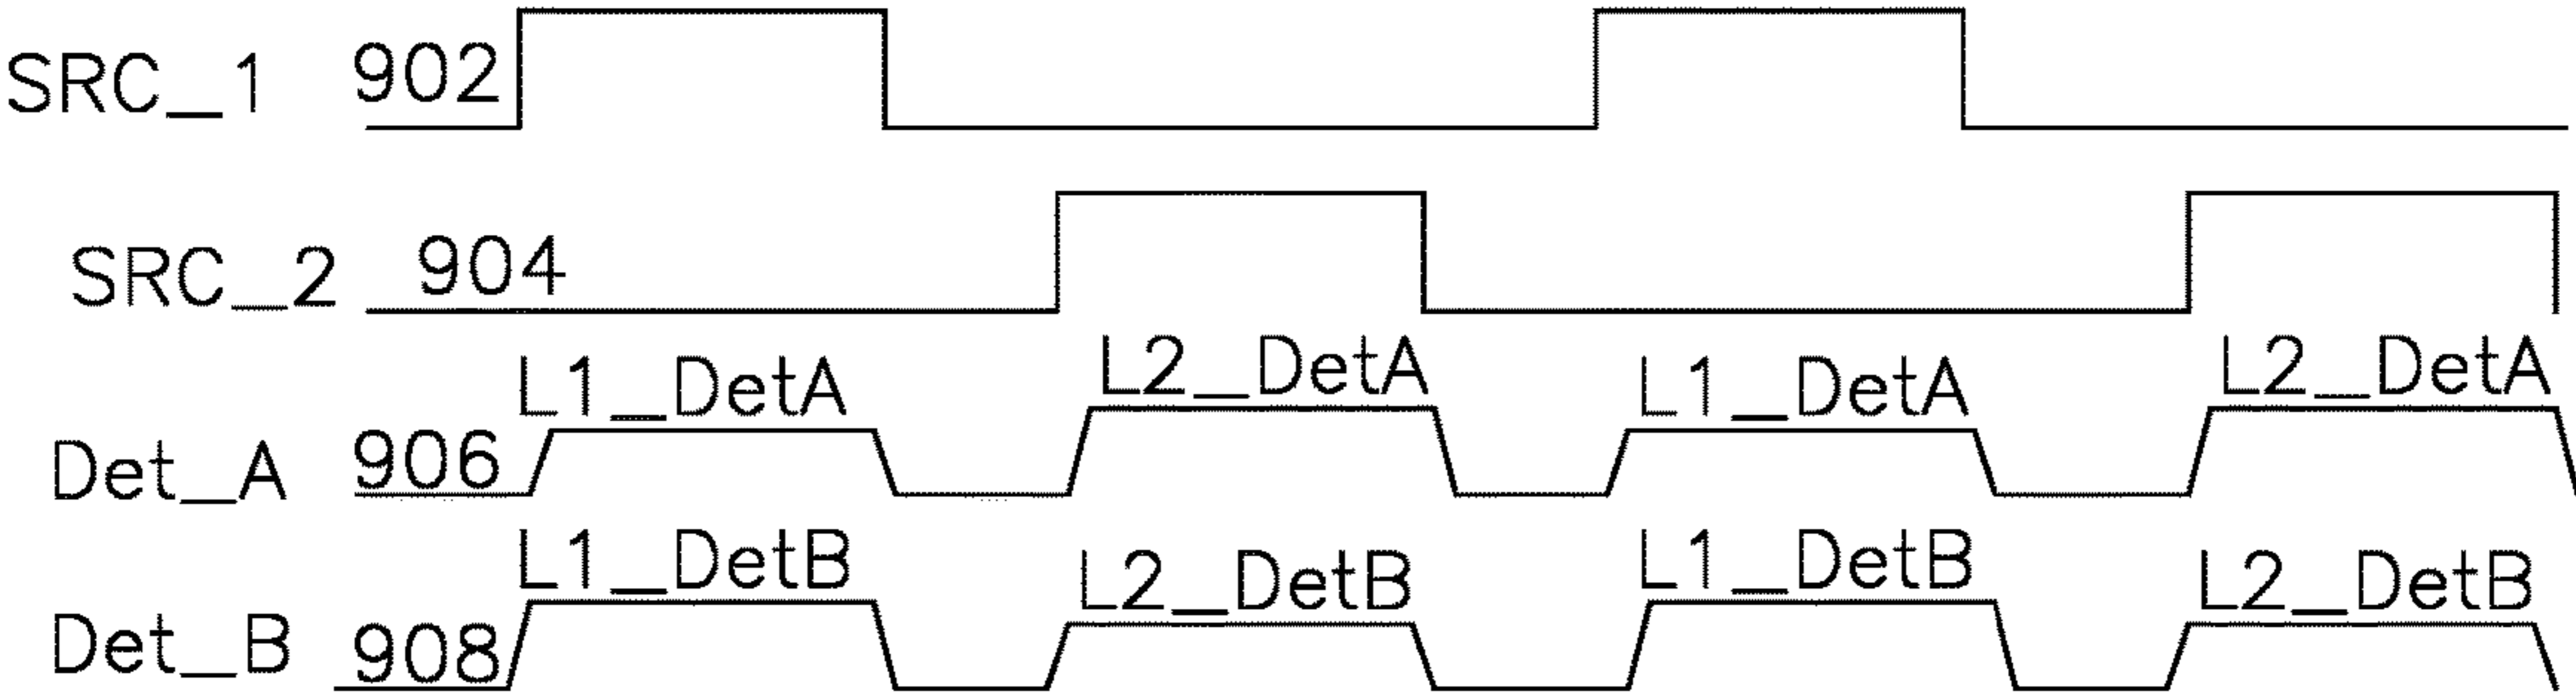 SRC_1 902
SRC_2 904
L1_DetA L2_DetA L1_DetA L2_DetA
Det_A 906
L1_DetB L2_DetB L1_DetB L2_DetB
Det_B 908